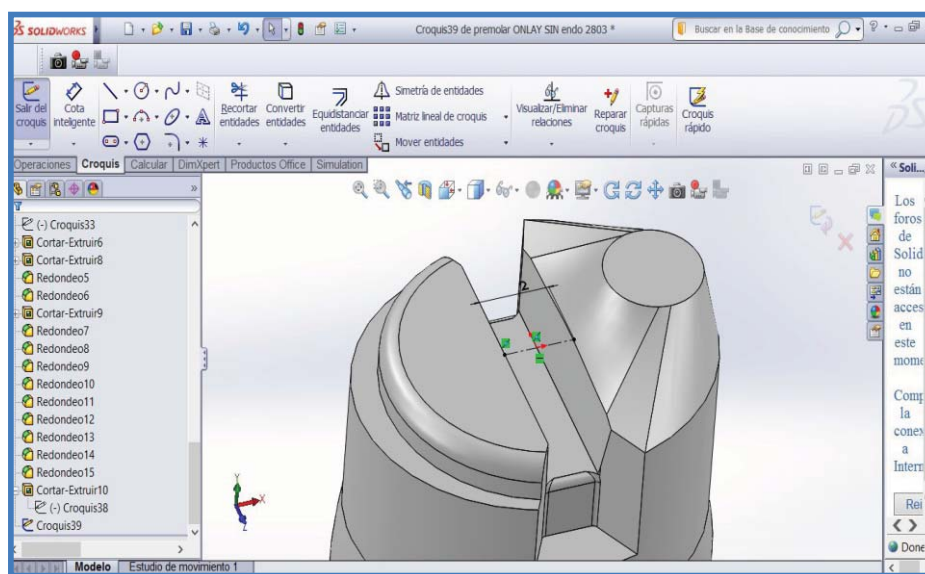 SOLIDWORKS
Croquis39 de premolar ONLAY SIN endo 2803 *
Buscar en la Base de conocimiento
Salir del croquis
Cota inteligente
Recortar entidades
Convertir entidades
Equidistanciar entidades
Simetría de entidades
Matriz lineal de croquis
Mover entidades
Visualizar/Eliminar relaciones
Reparar croquis
Capturas rápidas
Croquis rápido
Operaciones
Croquis
Calcular
DimXpert
Productos Office
Simulation
« Soli...
(-) Croquis33
Cortar-Extruir6
Cortar-Extruir8
Redondeo5
Redondeo6
Cortar-Extruir9
Redondeo7
Redondeo8
Redondeo9
Redondeo10
Redondeo11
Redondeo12
Redondeo13
Redondeo14
Redondeo15
Cortar-Extruir10
(-) Croquis38
Croquis39
2
Y
X
Z
Los
foros
de
Solid
no
están
acces
en
este
mome
Comp
la
conex
a
Intern
Rei
Done
Modelo
Estudio de movimiento 1